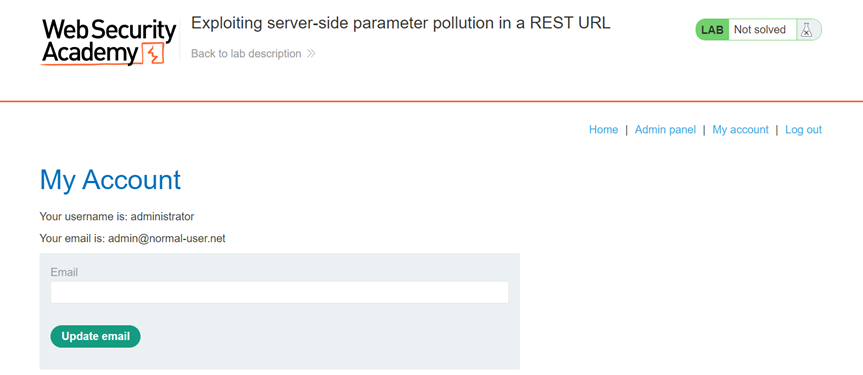 Web Security
Academy
Exploiting server-side parameter pollution in a REST URL
Back to lab description
LAB Not solved
Home | Admin panel | My account | Log out
My Account
Your username is: administrator
Your email is: admin@normal-user.net
Email
Update email